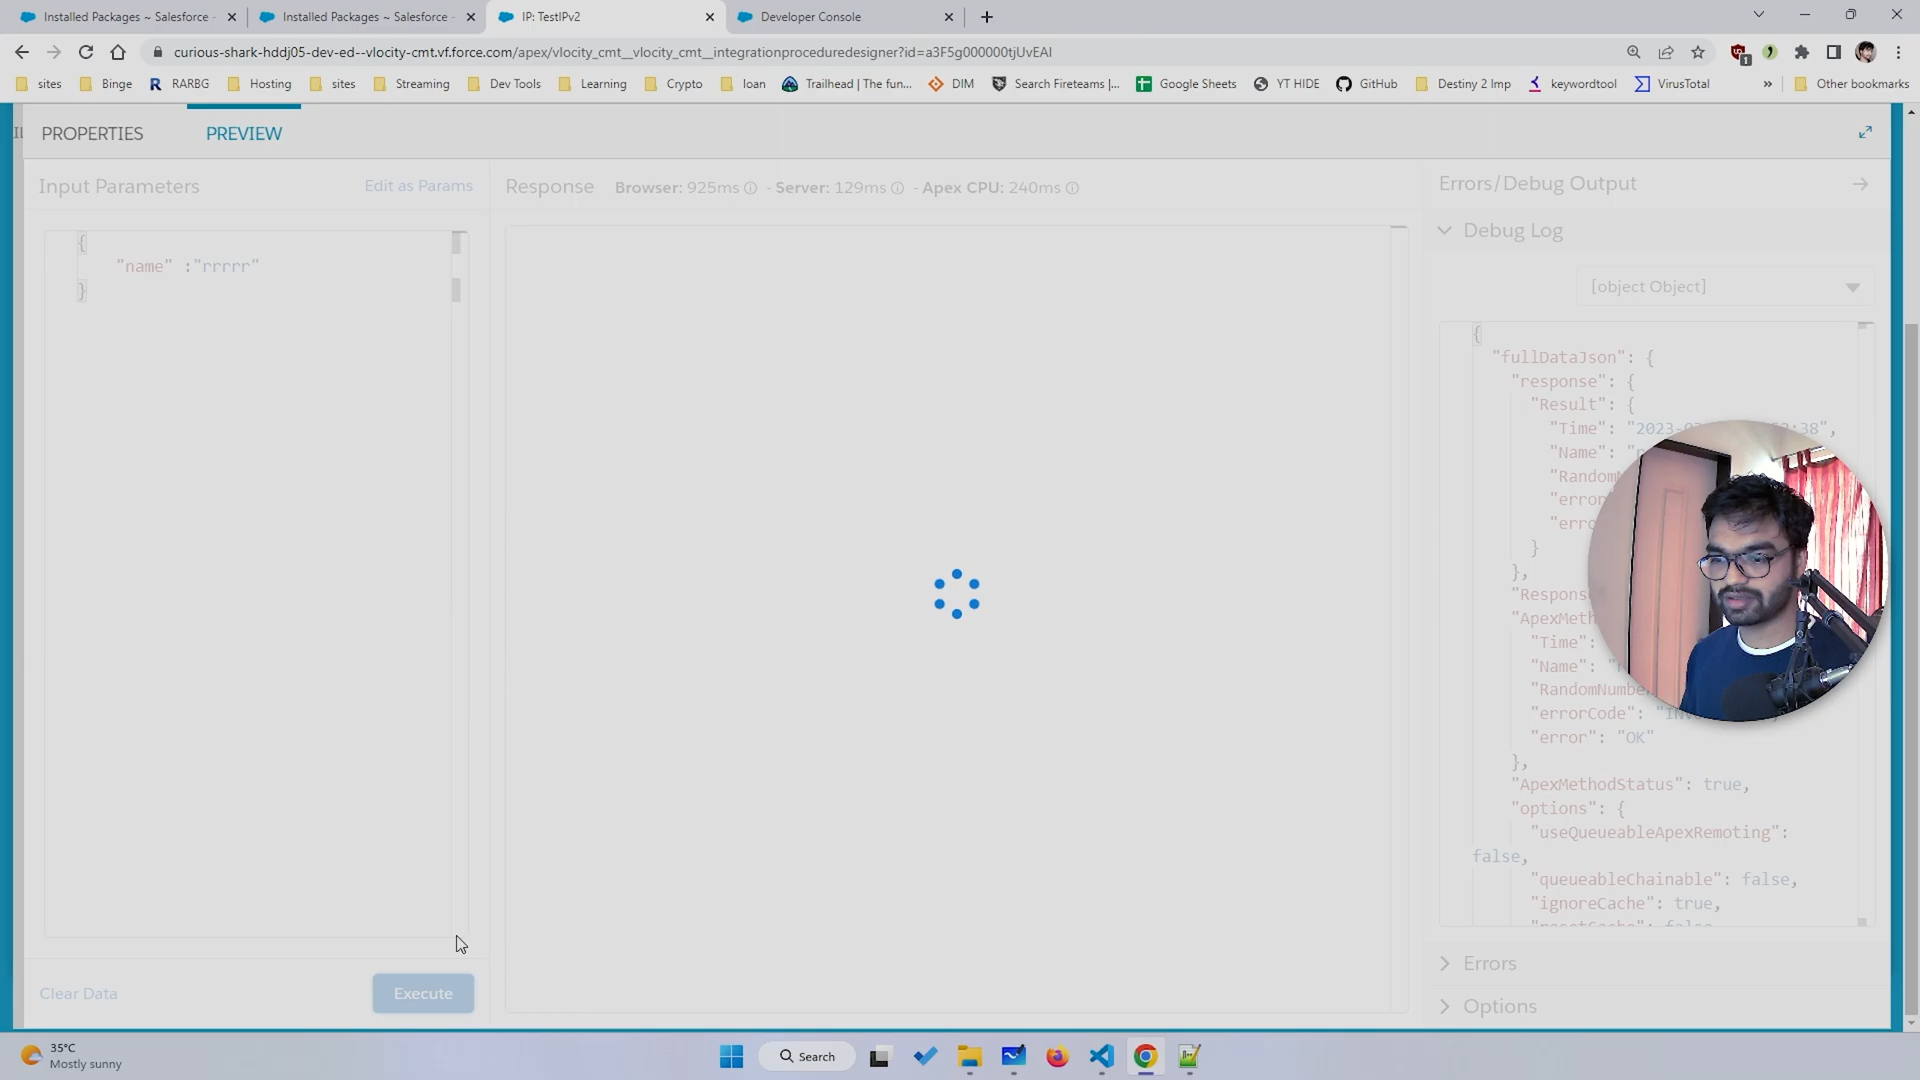 Installed Packages ~ Salesforce -
Installed Packages ~ Salesforce -
IP: TestIPv2
Developer Console
curious-shark-hddj05-dev-ed--vlocity-cmt.vf.force.com/apex/vlocity_cmt__vlocity_cmt__integrationproceduredesigner?id=a3F5g000000tjUvEAI
1
sites
Binge
R RARBG
Hosting
sites
Streaming
Dev Tools
Learning
Crypto
loan
Trailhead | The fun...
DIM
Search Fireteams |...
Google Sheets
YT HIDE
GitHub
Destiny 2 Imp
keywordtool
VirusTotal
»
Other bookmarks
PROPERTIES
PREVIEW
Input Parameters
Edit as Params
Response
Browser: 925ms - Server: 129ms - Apex CPU: 240ms
Errors/Debug Output
{
"name" :"rrrrr"
}
Debug Log
[object Object]
{
"fullDataJson": {
"response": {
"Result": {
"Time": :38",
"Name":
}
},
"Time":
"Name":
"errorCode":
"error": "OK"
},
"ApexMethodStatus": true,
"options": {
"useQueueableApexRemoting":
false,
"queueableChainable": false,
"ignoreCache": true,
"resetCache": false
Clear Data
Execute
Errors
Options
35°C
Mostly sunny
Search